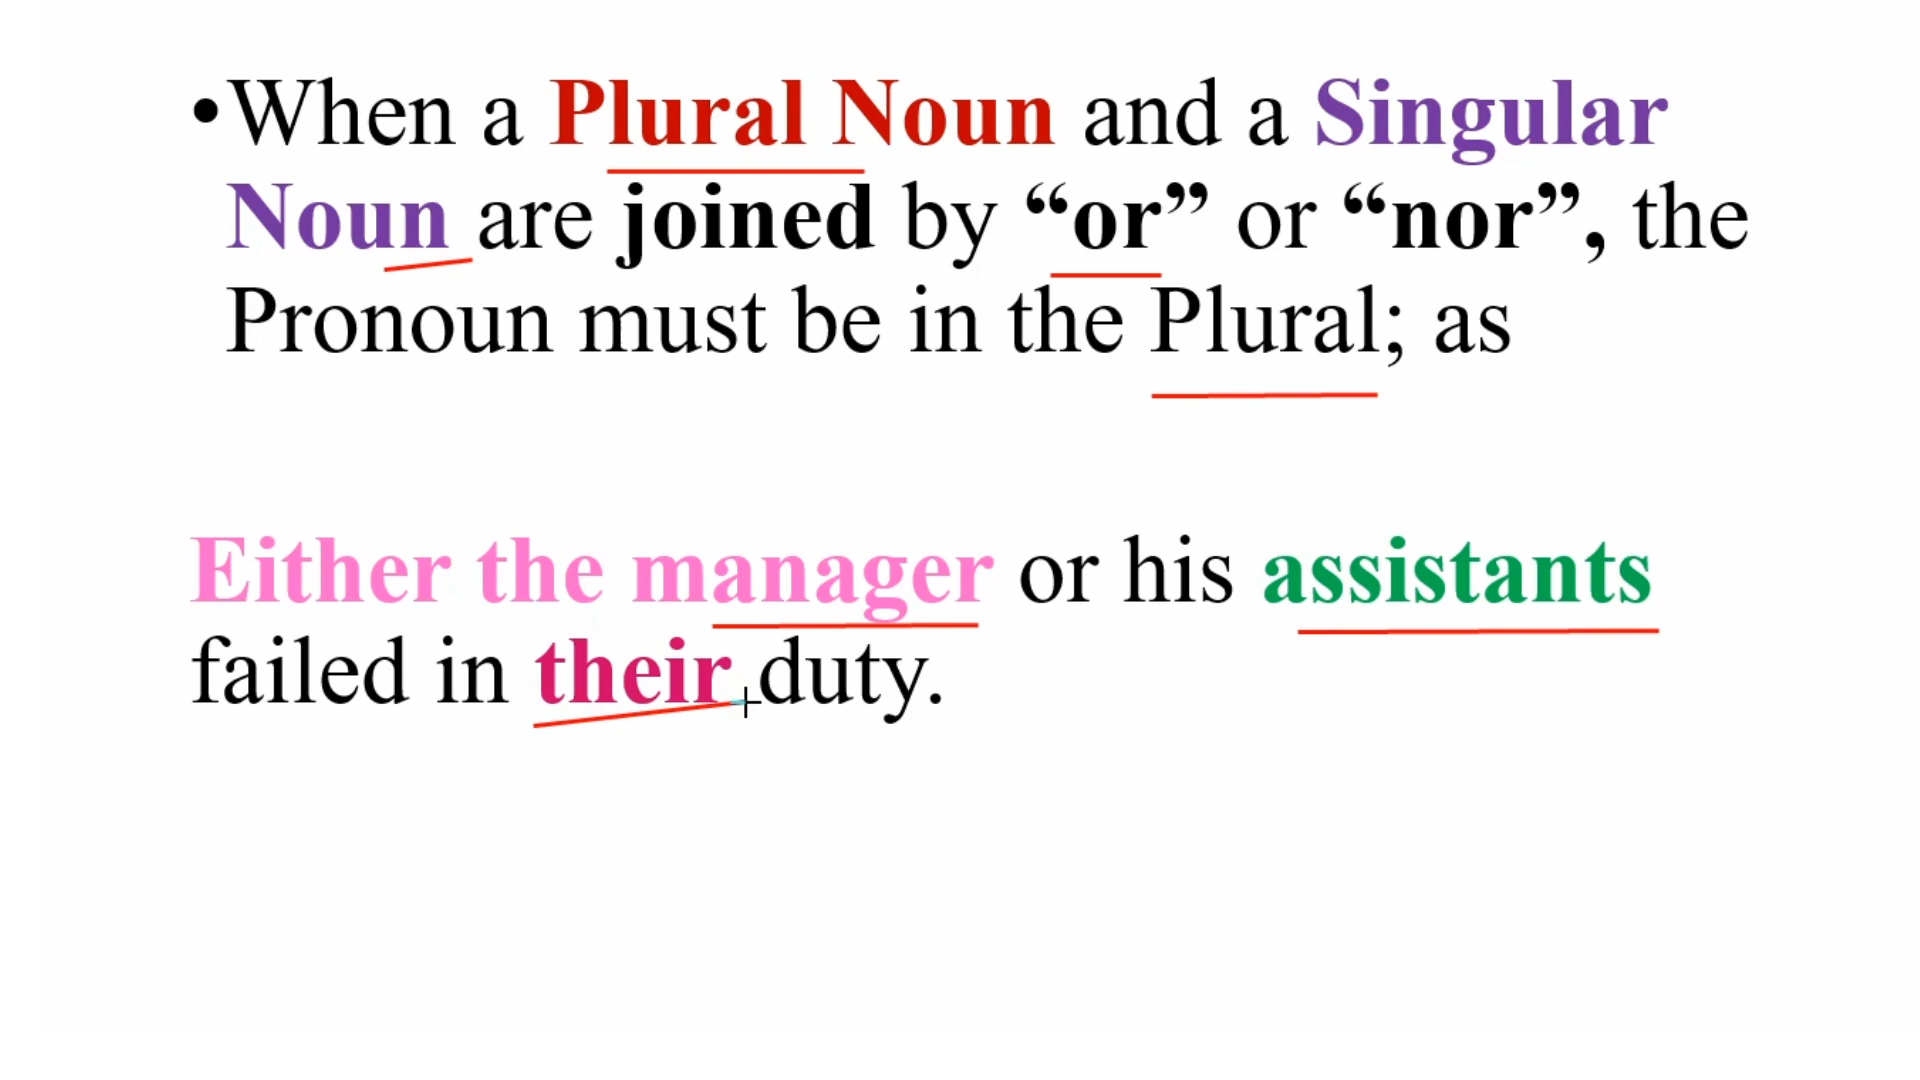 •When a Plural Noun and a Singular
Noun are joined by “or” or “nor”, the
Pronoun must be in the Plural; as
Either the manager or his assistants
failed in their duty.